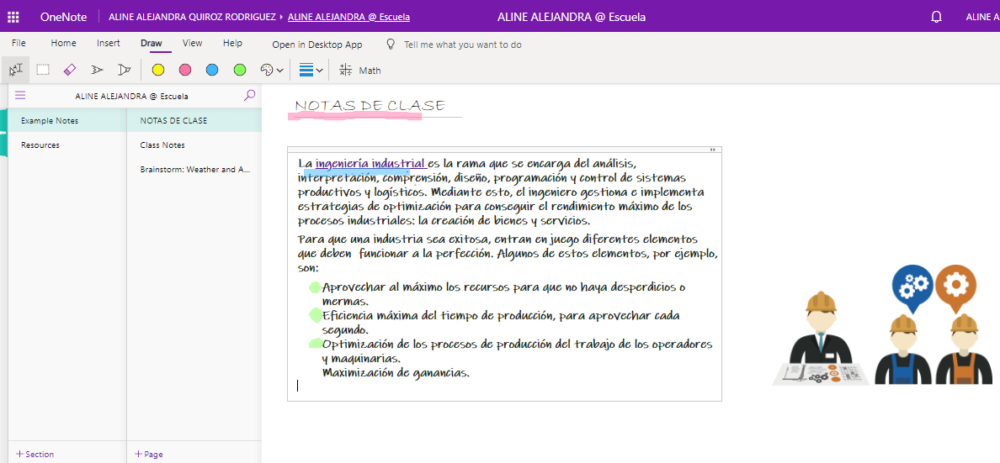 OneNote
ALINE ALEJANDRA QUIROZ RODRIGUEZ
ALINE ALEJANDRA @ Escuela
ALINE ALEJANDRA @ Escuela
ALINE A
File
Home
Insert
Draw
View
Help
Open in Desktop App
Tell me what you want to do
Math
ALINE ALEJANDRA @ Escuela
Example Notes
Resources
NOTAS DE CLASE
Class Notes
Brainstorm: Weather and A...
NOTAS DE CLASE
La ingeniería industrial es la rama que se encarga del análisis,
interpretación, comprensión, diseño, programación y control de sistemas
productivos y logísticos. Mediante esto, el ingeniero gestiona e implementa
estrategias de optimización para conseguir el rendimiento máximo de los
procesos industriales: la creación de bienes y servicios.
Para que una industria sea exitosa, entran en juego diferentes elementos
que deben  funcionar a la perfección. Algunos de estos elementos, por ejemplo,
son:
Aprovechar al máximo los recursos para que no haya desperdicios o
mermas.
Eficiencia máxima del tiempo de producción, para aprovechar cada
segundo.
Optimización de los procesos de producción del trabajo de los operadores
y maquinarias.
Maximización de ganancias.
+ Section
+ Page